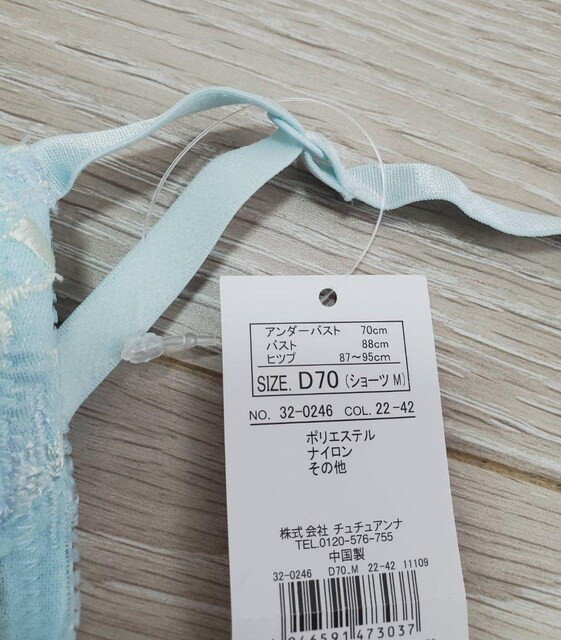 アンダーバスト 70cm
バスト 88cm
ヒップ 87～95cm
SIZE. D70 (ショーツ M)
NO. 32-0246 COL. 22-42
ポリエステル
ナイロン
その他
株式会社 チュチュアンナ
TEL.0120-576-755
中国製
32-0246 D70_M 22-42 11109